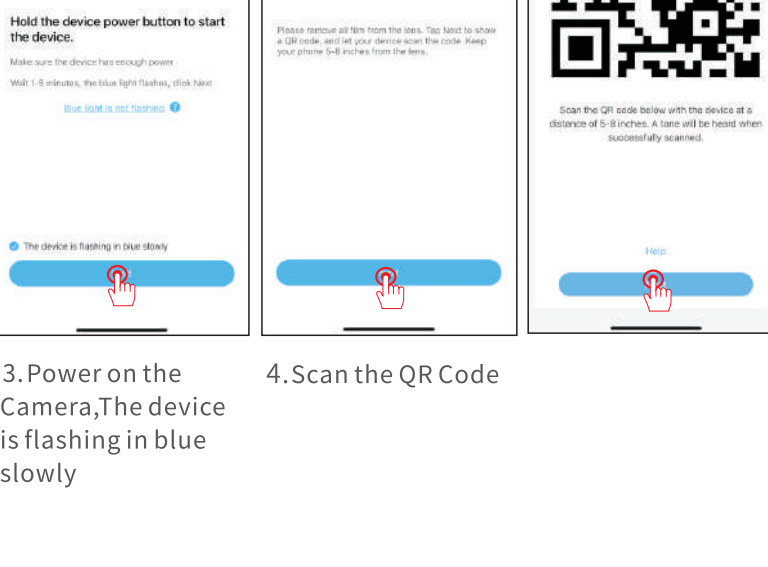 Hold the device power button to start
the device.
Make sure the device has enough power
Wait 1-5 minutes, the blue light flashes, click Next
Blue light is not flashing ?
The device is flashing in blue slowly
3.Power on the
Camera,The device
is flashing in blue
slowly
Please remove all film from the lens. Tap Next to show
a QR code, and let your device scan the code. Keep
your phone 5-8 inches from the lens.
4.Scan the QR Code
Scan the QR code below with the device at a
distance of 5-8 inches. A tone will be heard when
successfully scanned.
Help